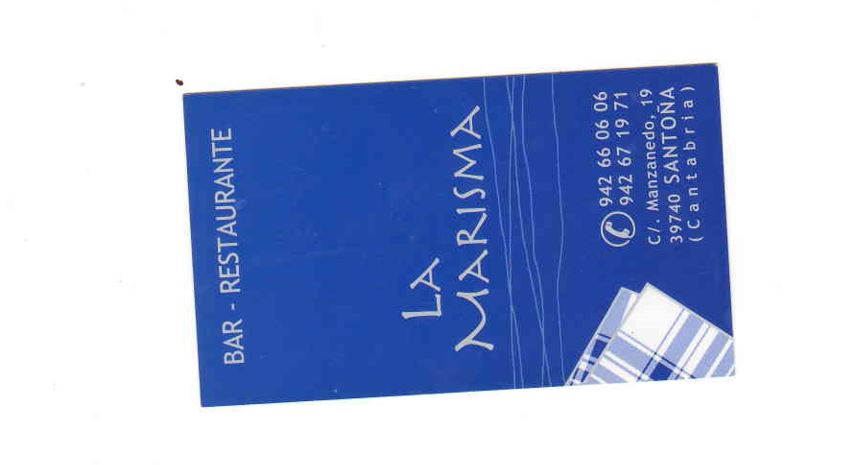 BAR - RESTAURANTE
LA
MARISMA
942 66 06 06
942 67 19 71
C/. Manzanedo, 19
39740 SANTOÑA
(Cantabria)